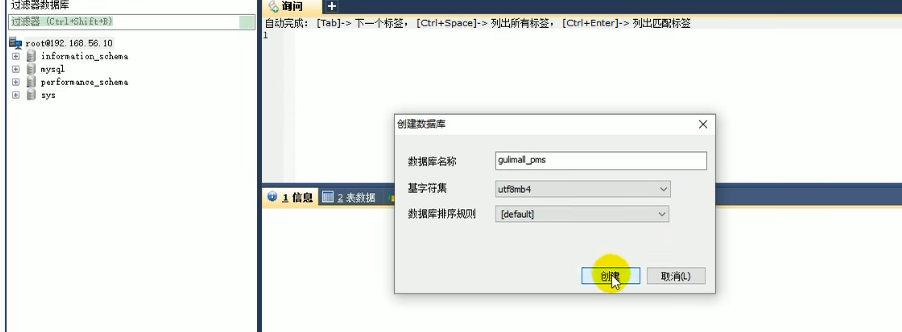 过滤器数据库
过滤器 (Ctrl+Shift+B)
root@192.168.56.10
information_schema
mysql
performance_schema
sys
询问
自动完成: [Tab]-> 下一个标签, [Ctrl+Space]-> 列出所有标签, [Ctrl+Enter]-> 列出匹配标签
1
创建数据库
数据库名称
gulimall_pms
基字符集
utf8mb4
数据库排序规则
[default]
创建
取消(L)
1 信息
2 表数据